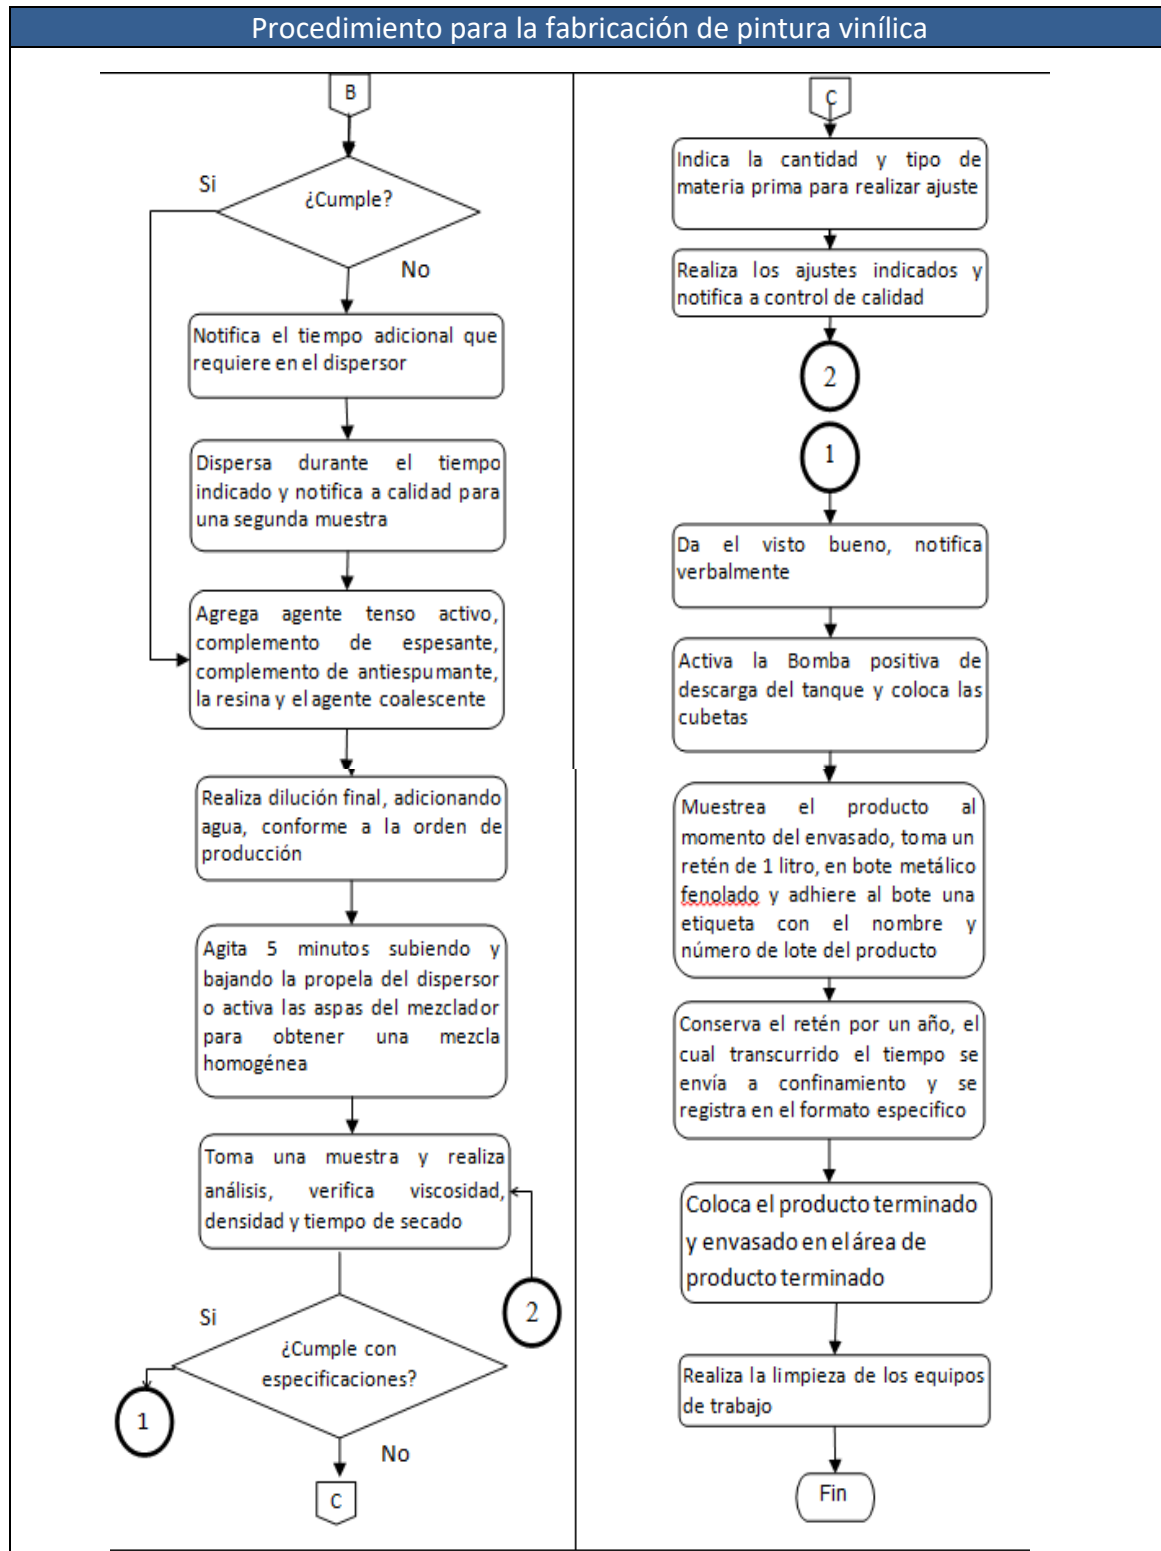 Procedimiento para la fabricación de pintura vinílica
B
Si
¿Cumple?
No
Notifica el tiempo adicional que
requiere en el dispersor
Dispersa durante el tiempo
indicado y notifica a calidad para
una segunda muestra
Agrega agente tenso activo,
complemento de espesante,
complemento de antiespumante,
la resina y el agente coalescente
Realiza dilución final, adicionando
agua, conforme a la orden de
producción
Agita 5 minutos subiendo y
bajando la propela del dispersor
o activa las aspas del mezclador
para obtener una mezcla
homogénea
Toma una muestra y realiza
análisis, verifica viscosidad,
densidad y tiempo de secado
2
Si
¿Cumple con
especificaciones?
1
No
C
C
Indica la cantidad y tipo de
materia prima para realizar ajuste
Realiza los ajustes indicados y
notifica a control de calidad
2
1
Da el visto bueno, notifica
verbalmente
Activa la Bomba positiva de
descarga del tanque y coloca las
cubetas
Muestrea el producto al
momento del envasado, toma un
retén de 1 litro, en bote metálico
fenolado y adhiere al bote una
etiqueta con el nombre y
número de lote del producto
Conserva el retén por un año, el
cual transcurrido el tiempo se
envía a confinamiento y se
registra en el formato especifico
Coloca el producto terminado
y envasado en el área de
producto terminado
Realiza la limpieza de los equipos
de trabajo
Fin